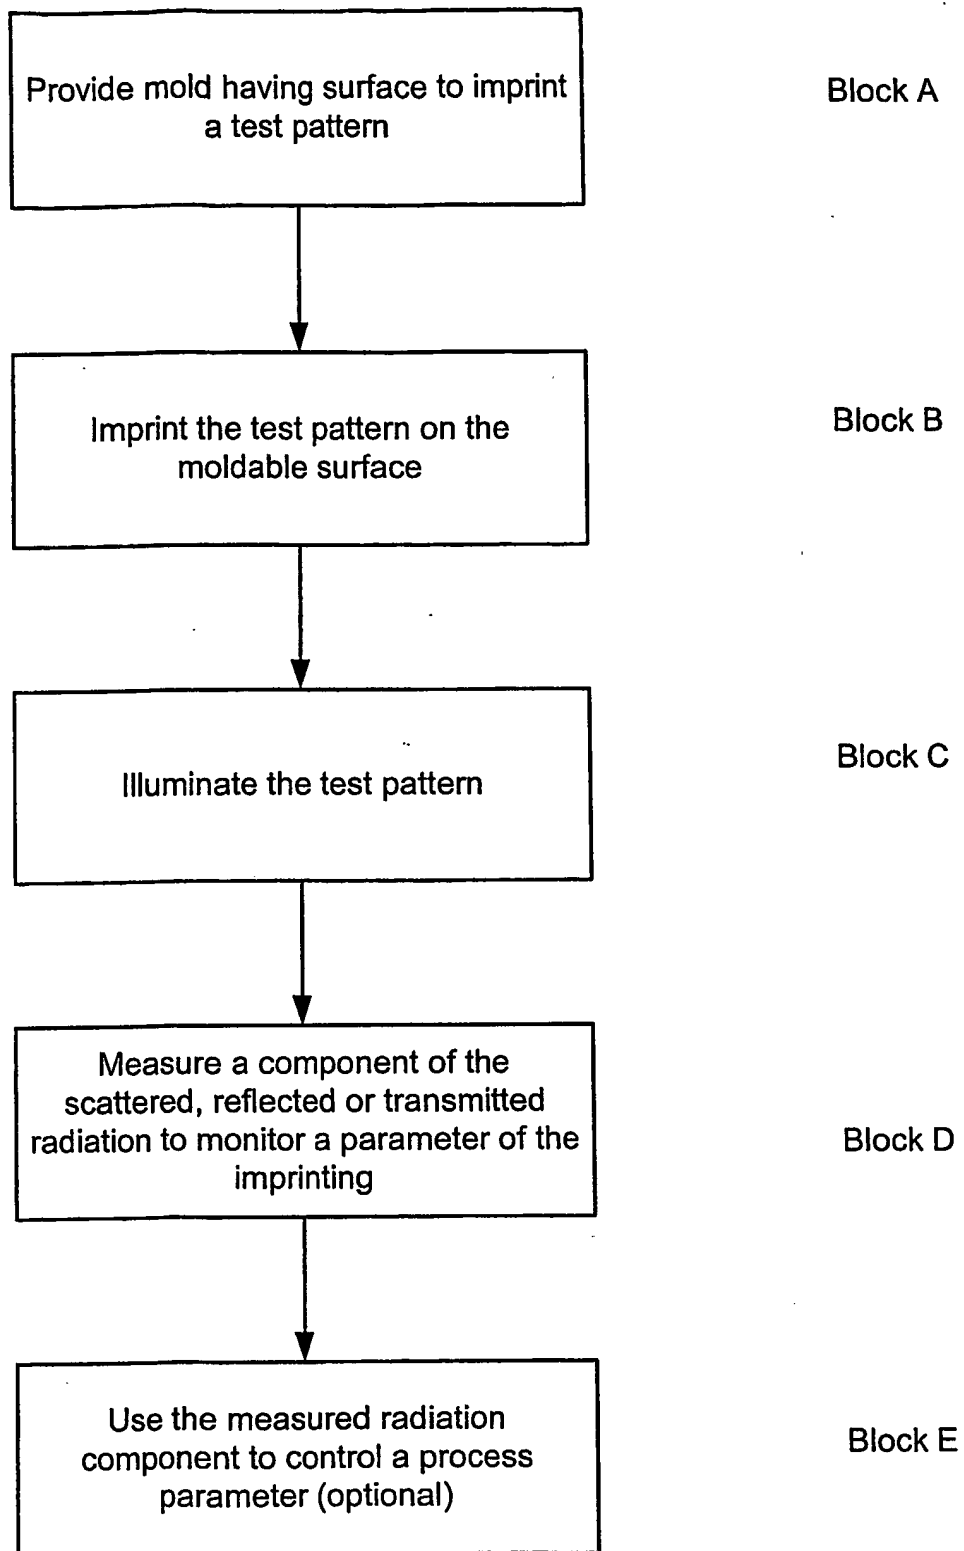 Provide mold having surface to imprint
a test pattern
Block A
Imprint the test pattern on the
moldable surface
Block B
Illuminate the test pattern
Block C
Measure a component of the
scattered, reflected or transmitted
radiation to monitor a parameter of the
imprinting
Block D
Use the measured radiation
component to control a process
parameter (optional)
Block E